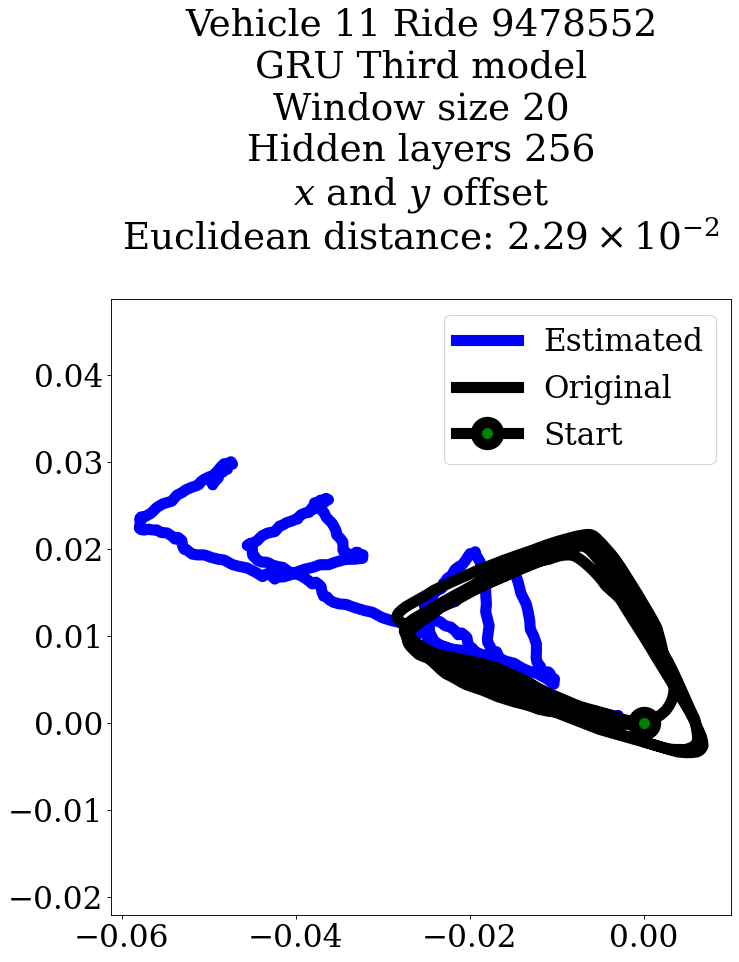 Vehicle 11 Ride 9478552
GRU Third model
Window size 20
Hidden layers 256
x and y offset
Euclidean distance: 2.29 × 10⁻²
Estimated
Original
Start
0.04
0.03
0.02
0.01
0.00
−0.01
−0.02
−0.06 −0.04 −0.02 0.00